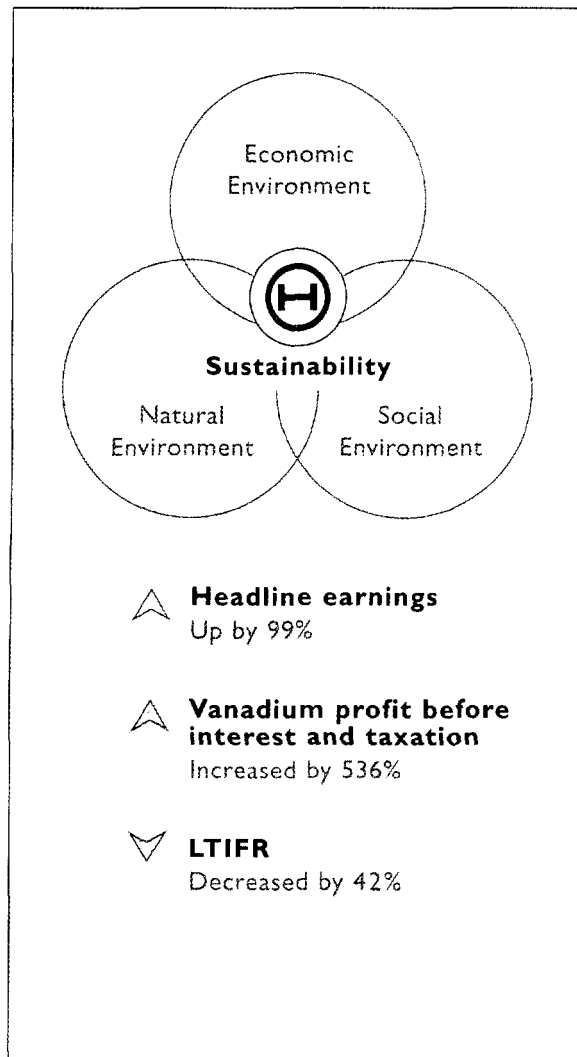 Economic
Environment
Sustainability
Natural
Environment
Social
Environment
Headline earnings
Up by 99%
Vanadium profit before
interest and taxation
Increased by 536%
LTIFR
Decreased by 42%